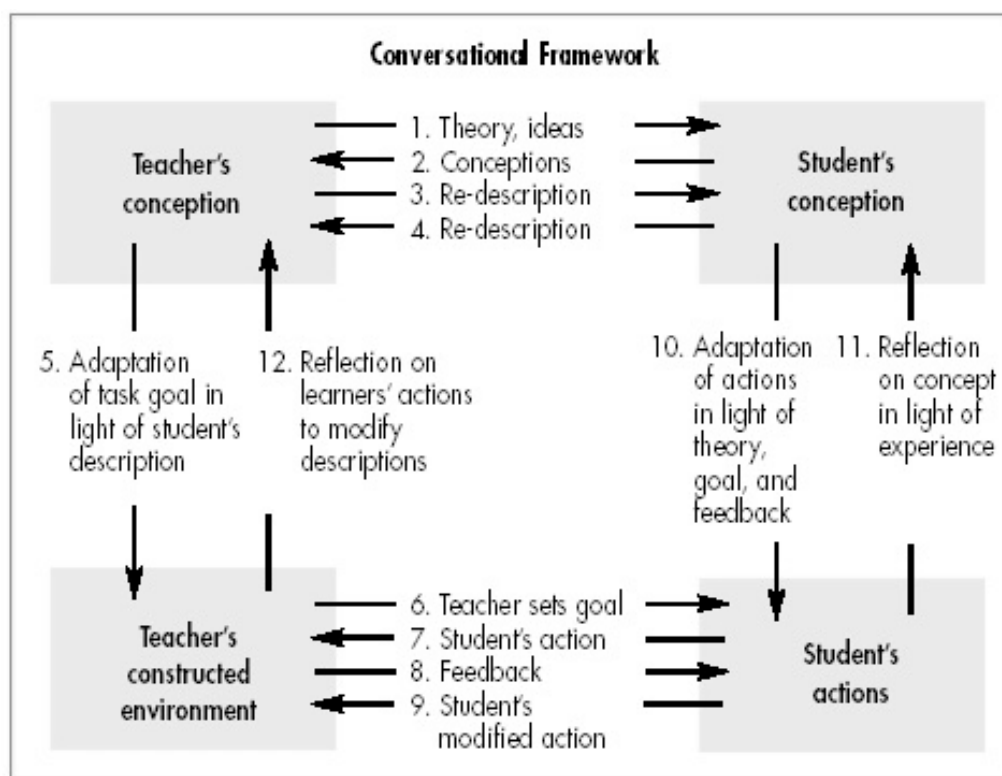 Conversational Framework
Teacher's
conception
1. Theory, ideas
2. Conceptions
3. Re-description
4. Re-description
Student's
conception
5. Adaptation
of task goal in
light of student's
description
12. Reflection on
learners' actions
to modify
descriptions
10. Adaptation
of actions
in light of
theory,
goal, and
feedback
11. Reflection
on concept
in light of
experience
Teacher's
constructed
environment
6. Teacher sets goal
7. Student's action
8. Feedback
9. Student's
modified action
Student's
actions